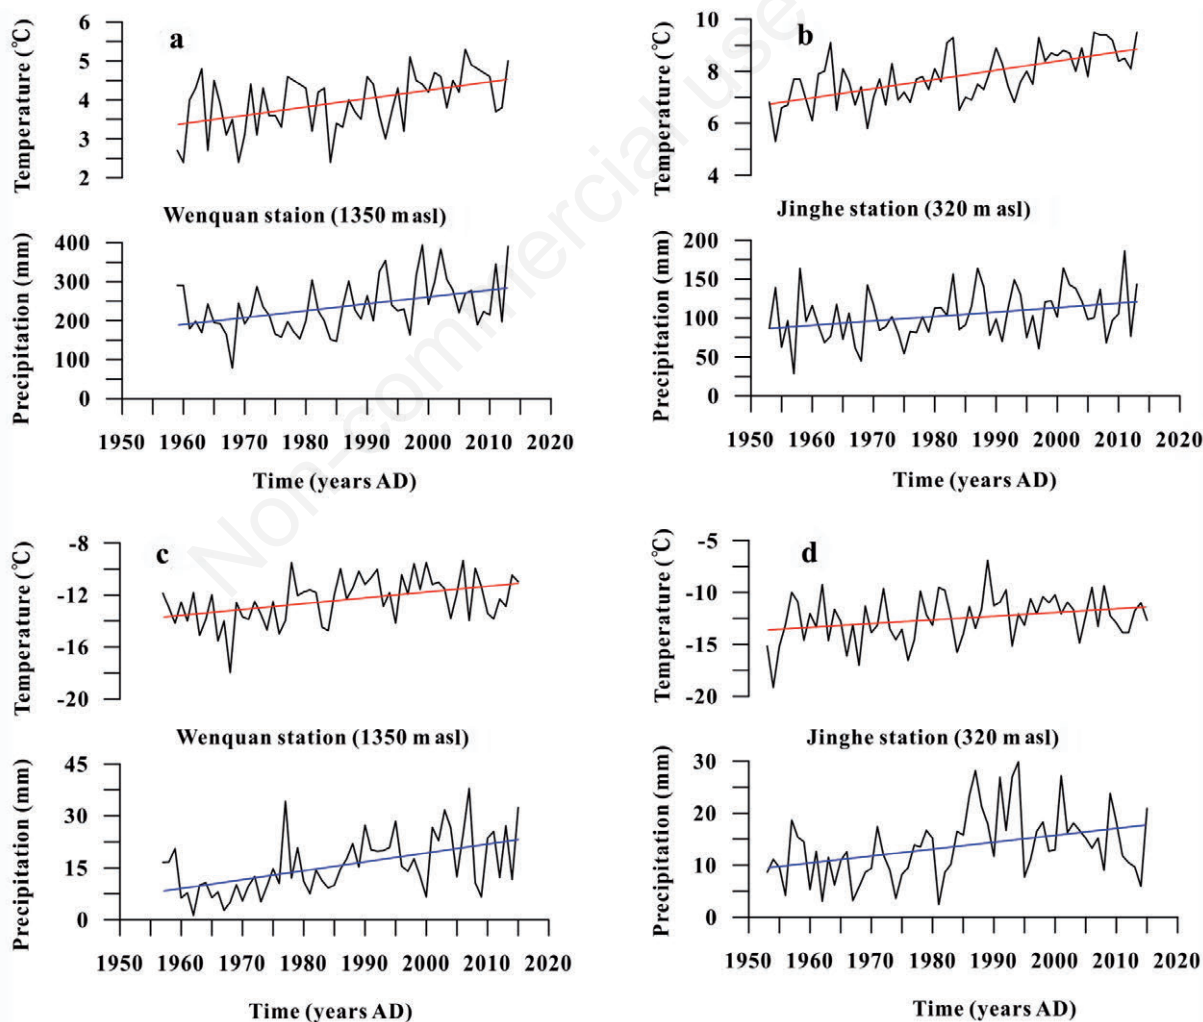 a
Temperature (℃)
6
5
4
3
2
Wenquan staion (1350 m asl)
Precipitation (mm)
400
300
200
100
0
1950 1960 1970 1980 1990 2000 2010 2020
Time (years AD)
b
Temperature (℃)
10
8
6
4
Jinghe station (320 m asl)
Precipitation (mm)
200
150
100
50
0
1950 1960 1970 1980 1990 2000 2010 2020
Time (years AD)
c
Temperature (℃)
-8
-12
-16
-20
Wenquan station (1350 m asl)
Precipitation (mm)
45
30
15
0
1950 1960 1970 1980 1990 2000 2010 2020
Time (years AD)
d
Temperature (℃)
-5
-10
-15
-20
Jinghe station (320 m asl)
Precipitation (mm)
30
20
10
0
1950 1960 1970 1980 1990 2000 2010 2020
Time (years AD)
Non-commercial use